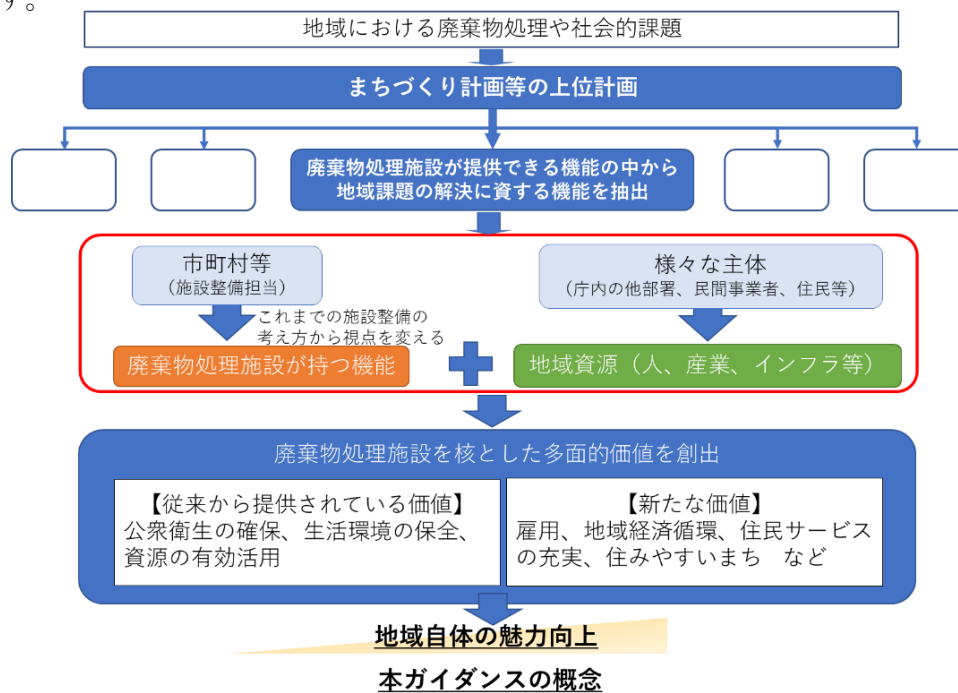 す。
地域における廃棄物処理や社会的課題
まちづくり計画等の上位計画
廃棄物処理施設が提供できる機能の中から
地域課題の解決に資する機能を抽出
市町村等
（施設整備担当）
様々な主体
（庁内の他部署、民間事業者、住民等）
これまでの施設整備の
考え方から視点を変える
廃棄物処理施設が持つ機能
地域資源（人、産業、インフラ等）
廃棄物処理施設を核とした多面的価値を創出
【従来から提供されている価値】
公衆衛生の確保、生活環境の保全、
資源の有効活用
【新たな価値】
雇用、地域経済循環、住民サービス
の充実、住みやすいまち　など
地域自体の魅力向上
本ガイダンスの概念